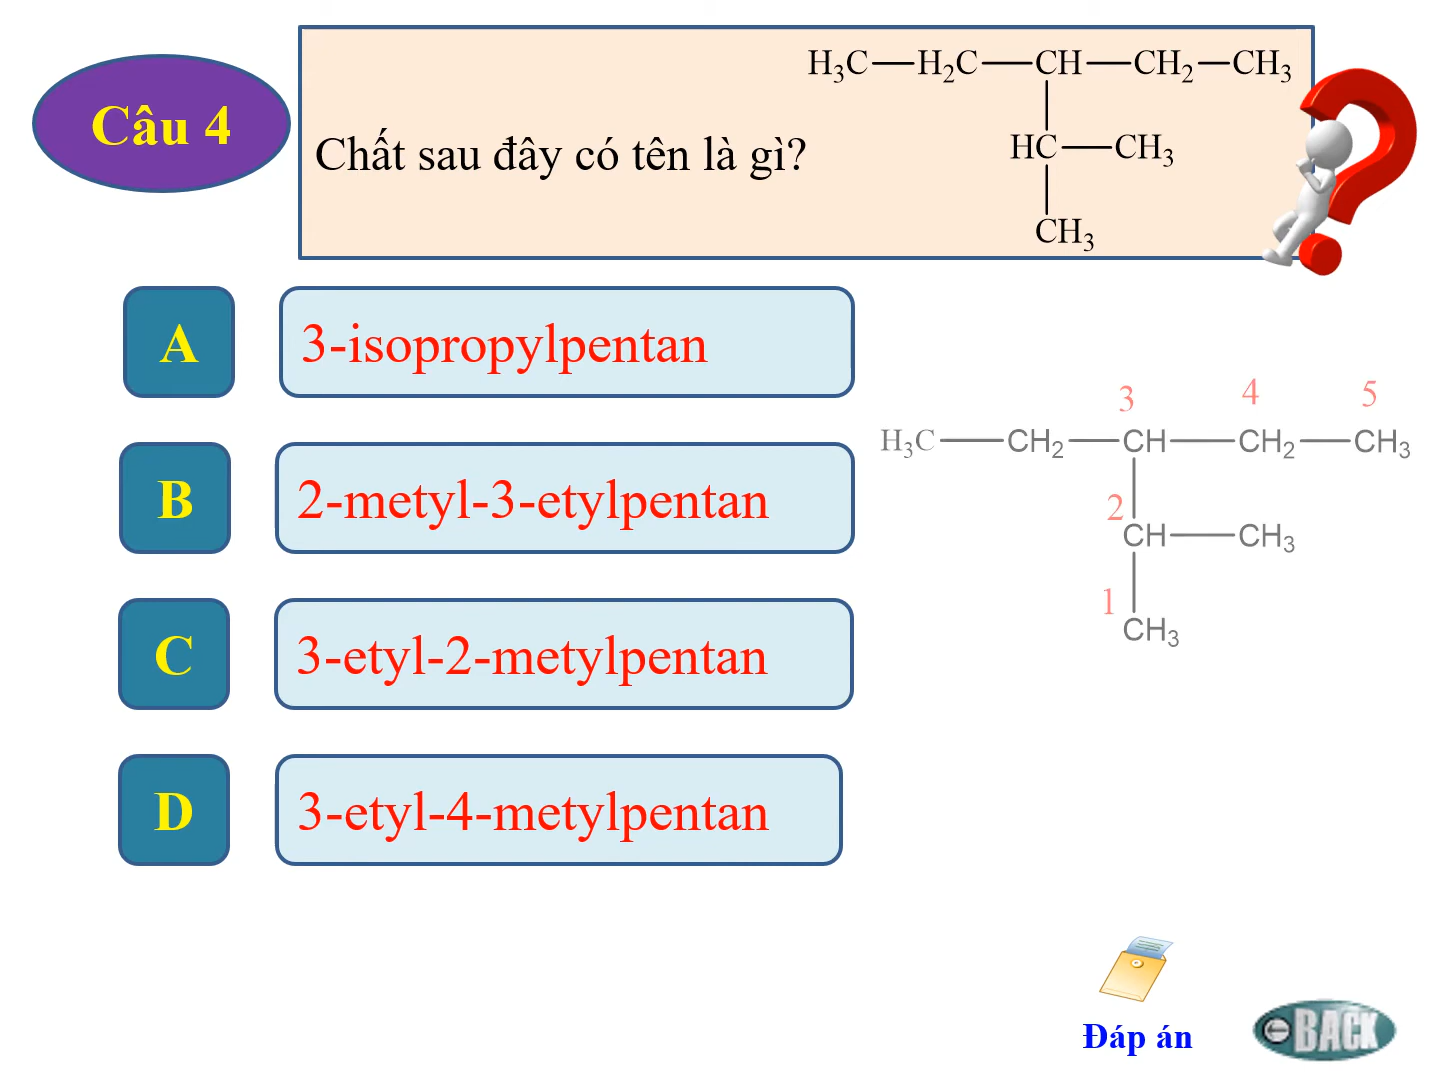 Câu 4
H₃C—H₂C—CH—CH₂—CH₃
HC—CH₃
Chất sau đây có tên là gì?
CH₃
A
3-isopropylpentan
B
2-metyl-3-etylpentan
C
3-etyl-2-metylpentan
D
3-etyl-4-metylpentan
3 4 5
H₃C—CH₂—CH—CH₂—CH₃
2
CH—CH₃
1
CH₃
Đáp án
BACK